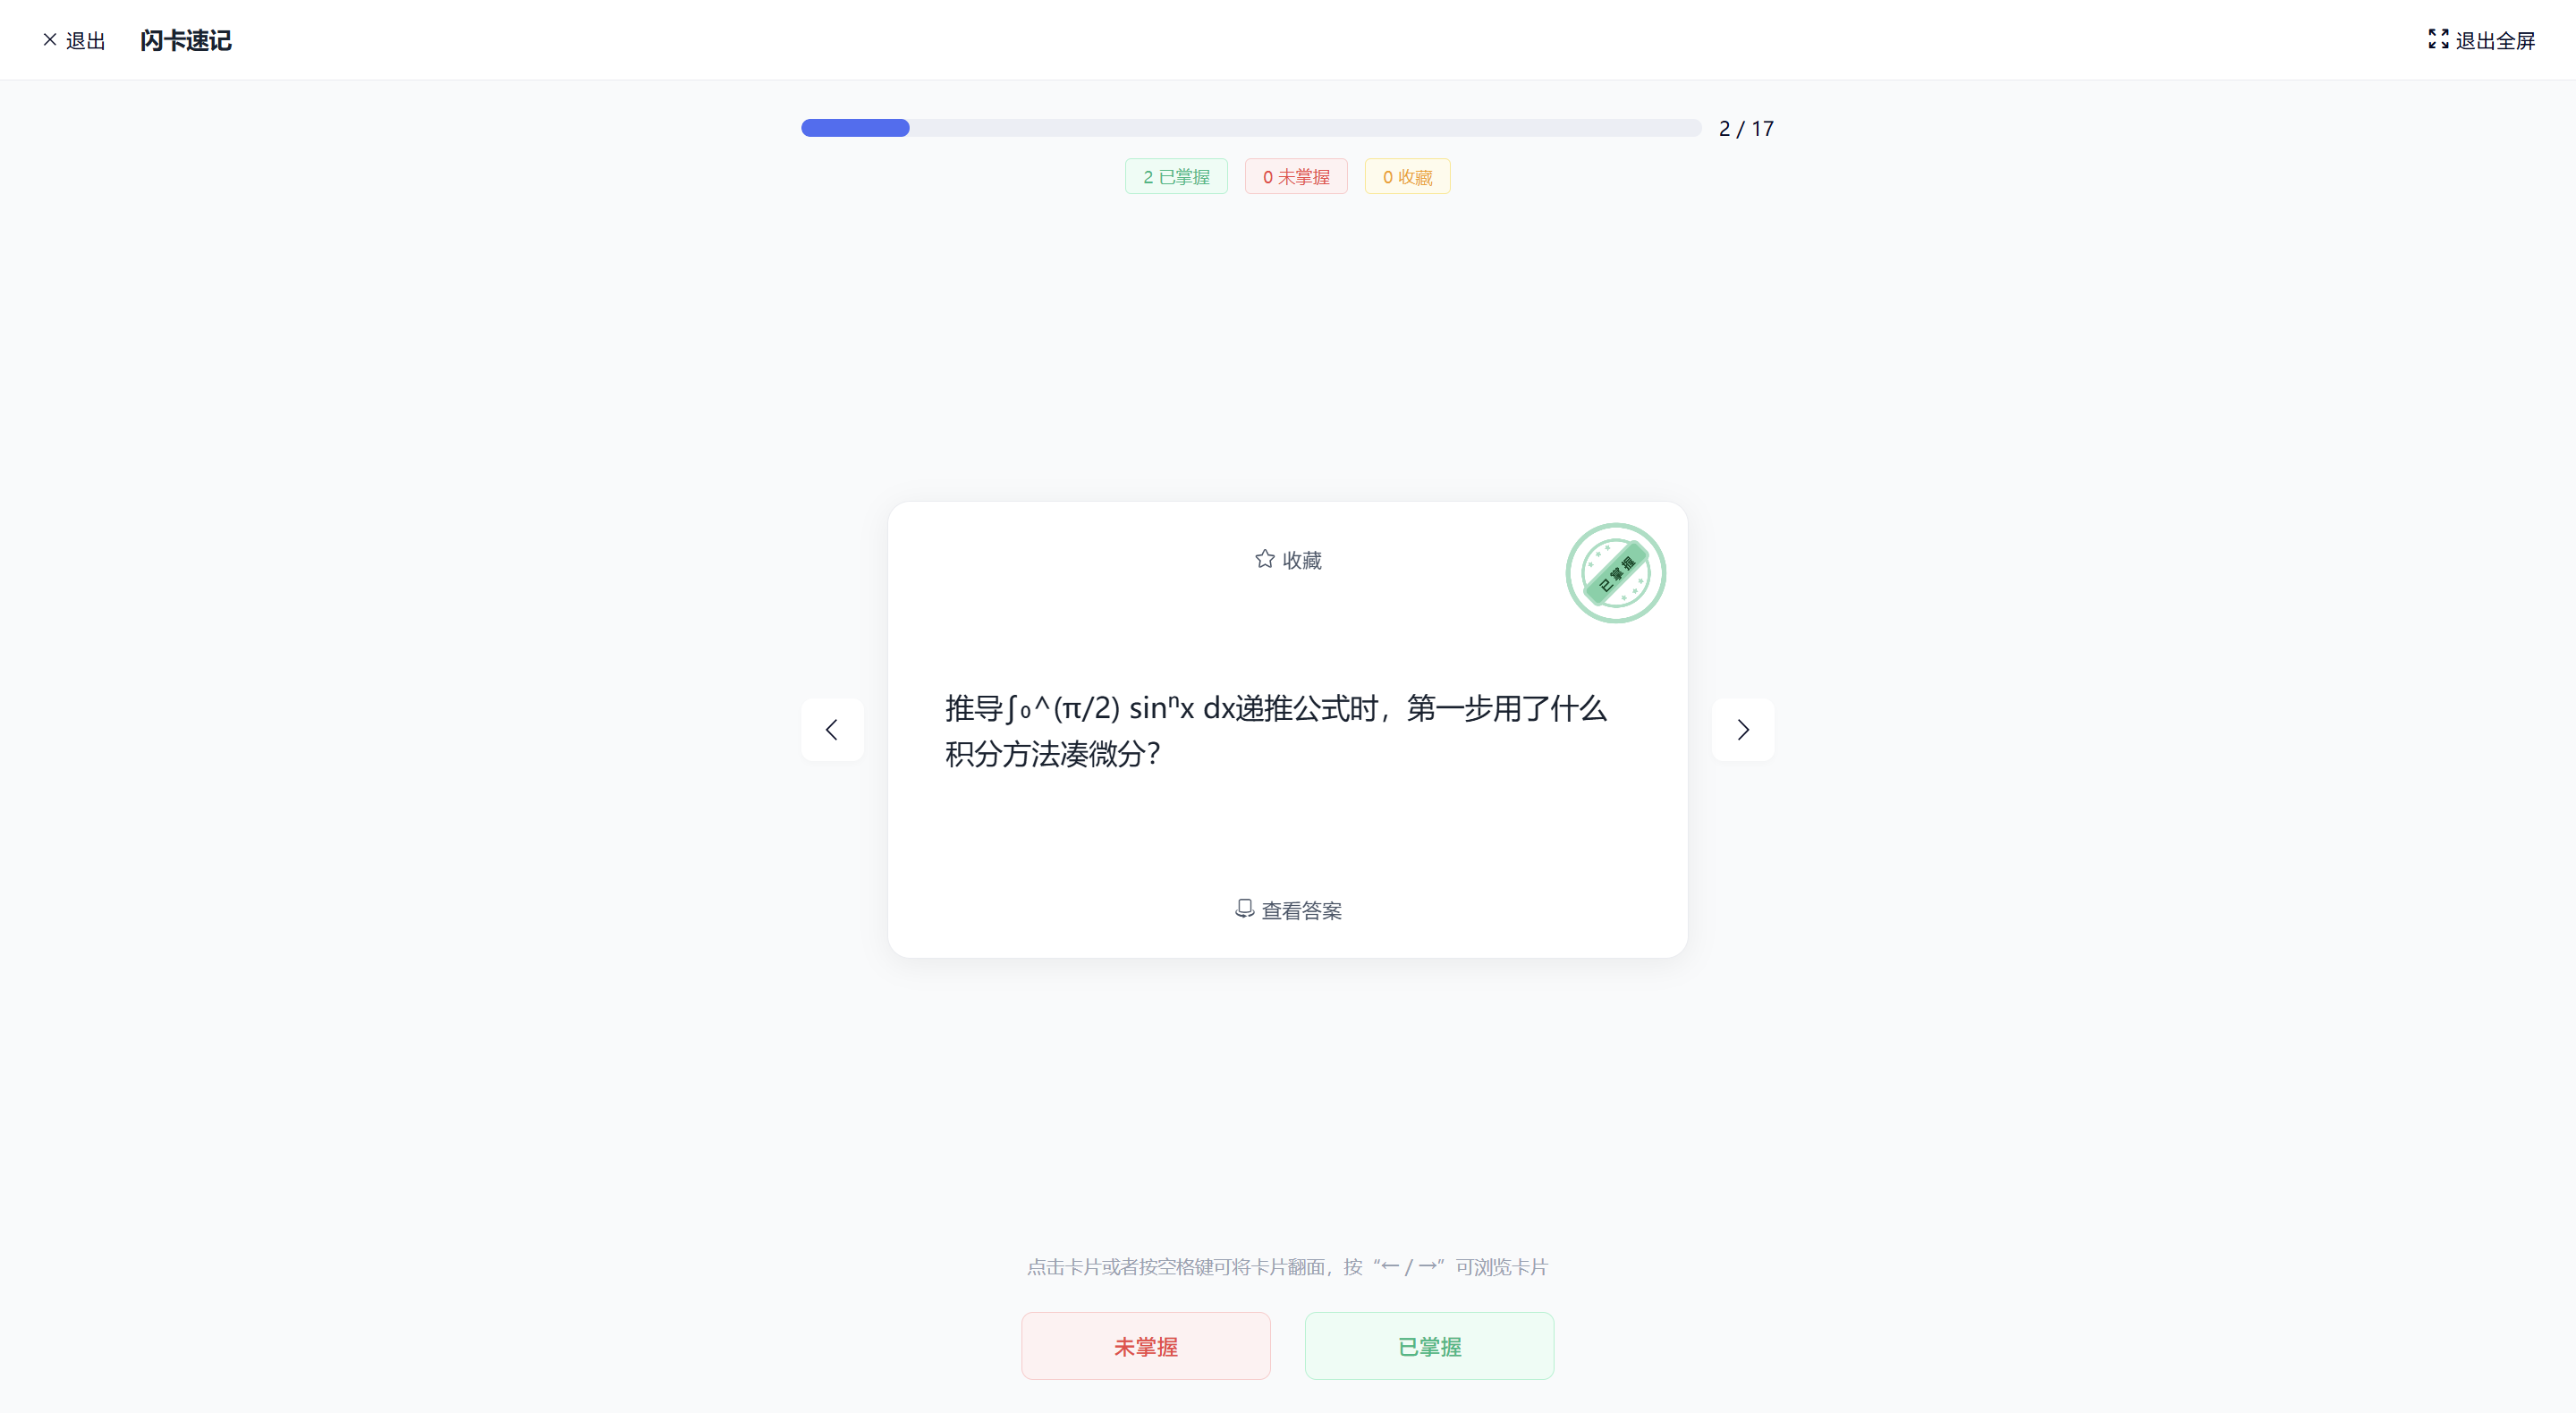 退出 闪卡速记 退出全屏
2 / 17
2 已掌握 0 未掌握 0 收藏
收藏
已掌握
推导∫₀^(π/2) sinⁿx dx递推公式时，第一步用了什么
积分方法凑微分？
查看答案
点击卡片或者按空格键可将卡片翻面，按“← / →”可浏览卡片
未掌握 已掌握